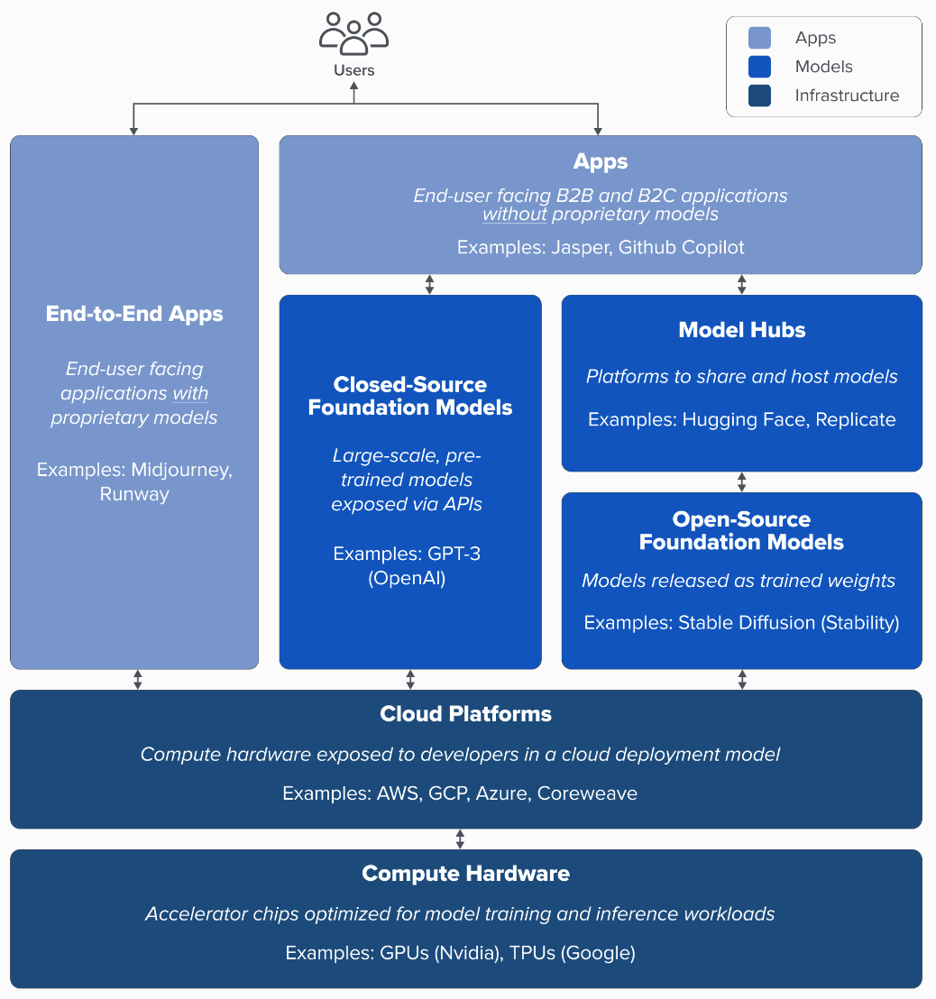 Users
Apps
Models
Infrastructure
Apps
End-user facing B2B and B2C applications
without proprietary models
Examples: Jasper, Github Copilot
End-to-End Apps
End-user facing
applications with
proprietary models
Examples: Midjourney,
Runway
Closed-Source
Foundation Models
Large-scale, pre-
trained models
exposed via APIs
Examples: GPT-3
(OpenAI)
Model Hubs
Platforms to share and host models
Examples: Hugging Face, Replicate
Open-Source
Foundation Models
Models released as trained weights
Examples: Stable Diffusion (Stability)
Cloud Platforms
Compute hardware exposed to developers in a cloud deployment model
Examples: AWS, GCP, Azure, Coreweave
Compute Hardware
Accelerator chips optimized for model training and inference workloads
Examples: GPUs (Nvidia), TPUs (Google)